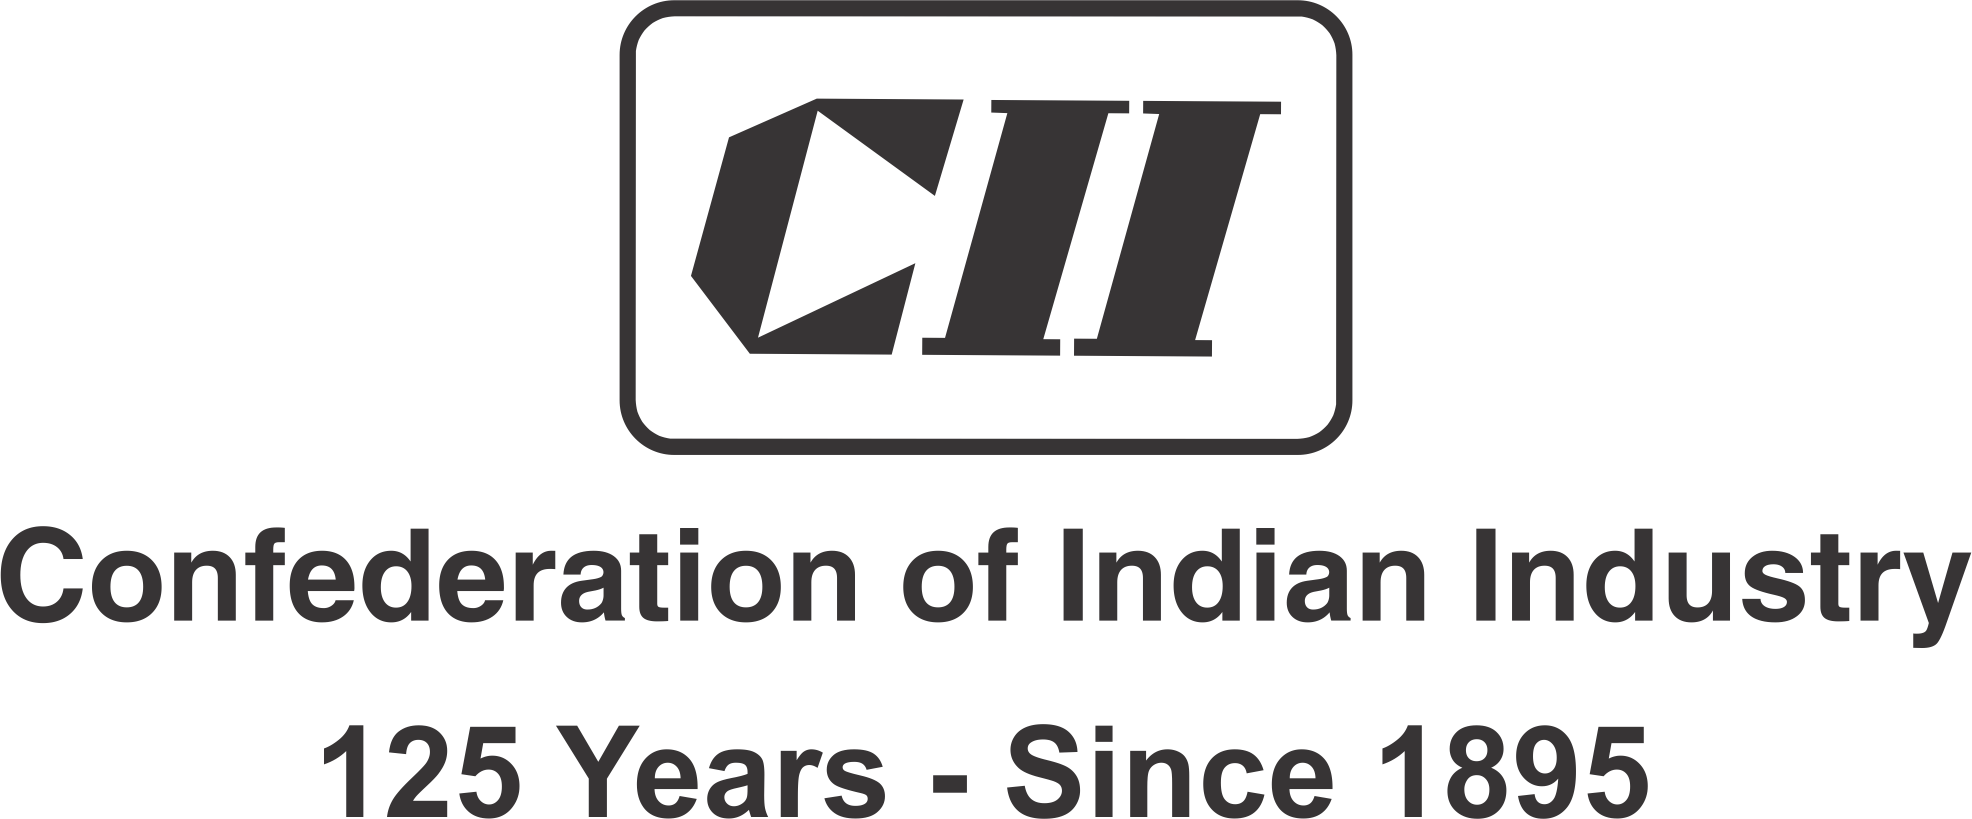 CII
Confederation of Indian Industry
125 Years - Since 1895